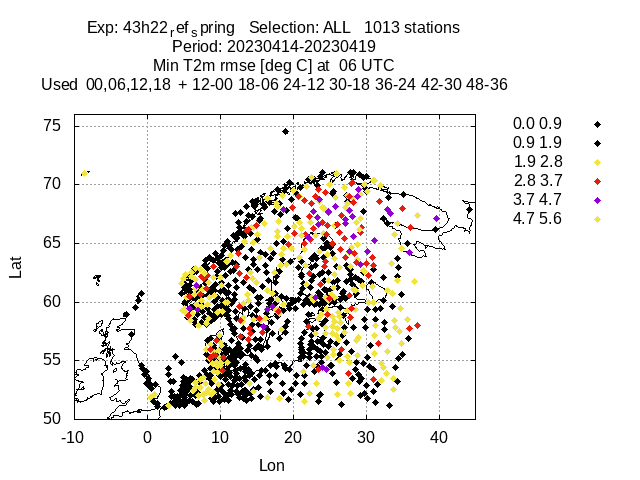 Exp: 43h22refspring Selection: ALL 1013 stations
Period: 20230414-20230419
Min T2m rmse [deg C] at 06 UTC
Used 00,06,12,18 + 12-00 18-06 24-12 30-18 36-24 42-30 48-36
0.0 0.9
0.9 1.9
1.9 2.8
2.8 3.7
3.7 4.7
4.7 5.6
75
70
65
60
55
50
Lat
-10 0 10 20 30 40
Lon